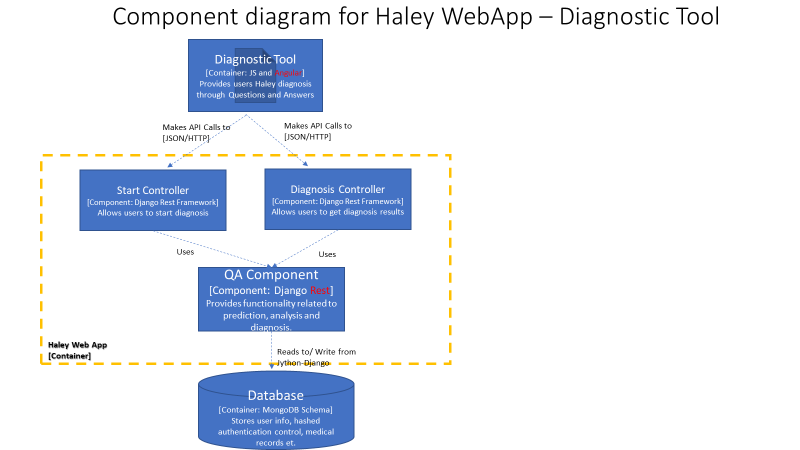 Component diagram for Haley WebApp – Diagnostic Tool
Diagnostic Tool
[Container: JS and Angular]
Provides users Haley diagnosis
through Questions and Answers
Makes API Calls to
[JSON/HTTP]
Makes API Calls to
[JSON/HTTP]
Start Controller
[Component: Django Rest Framework]
Allows users to start diagnosis
Diagnosis Controller
[Component: Django Rest Framework]
Allows users to get diagnosis results
Uses
Uses
QA Component
[Component: Django Rest]
Provides functionality related to
prediction, analysis and
diagnosis.
Haley Web App
[Container]
Reads to/ Write from
Jython-Django
Database
[Container: MongoDB Schema]
Stores user info, hashed
authentication control, medical
records et.